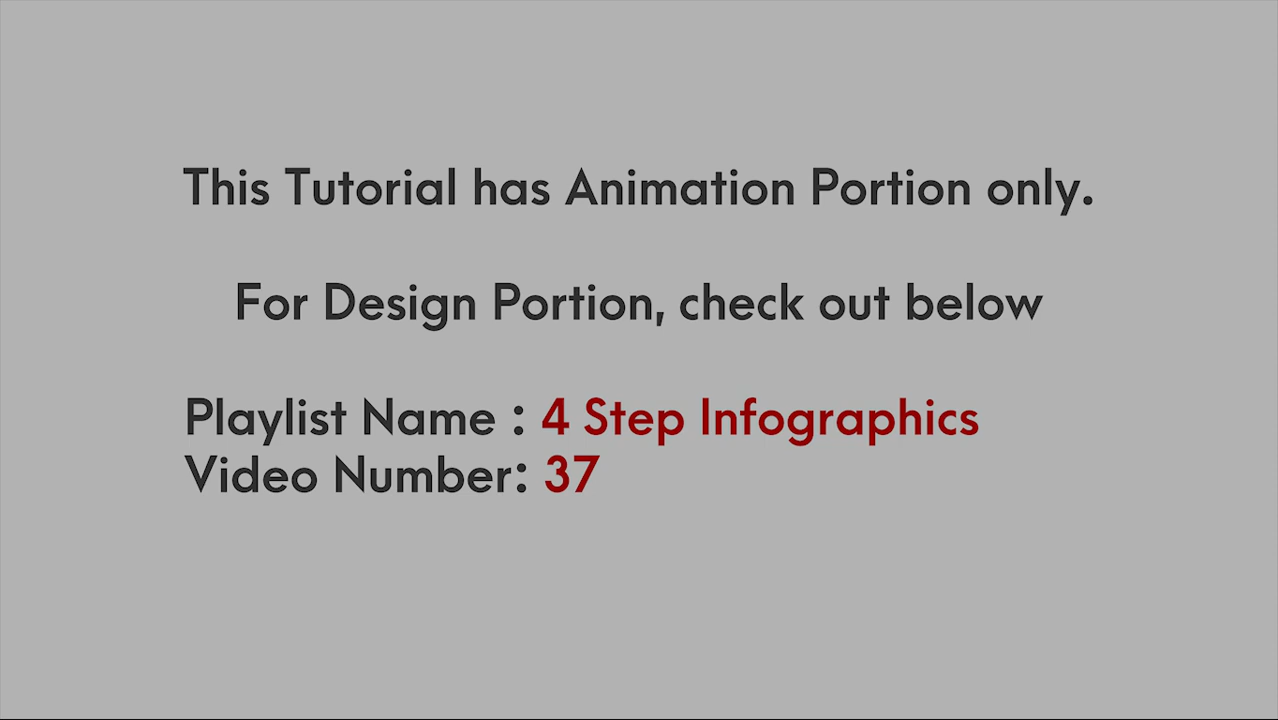 This Tutorial has Animation Portion only.
For Design Portion, check out below
Playlist Name : 4 Step Infographics
Video Number: 37